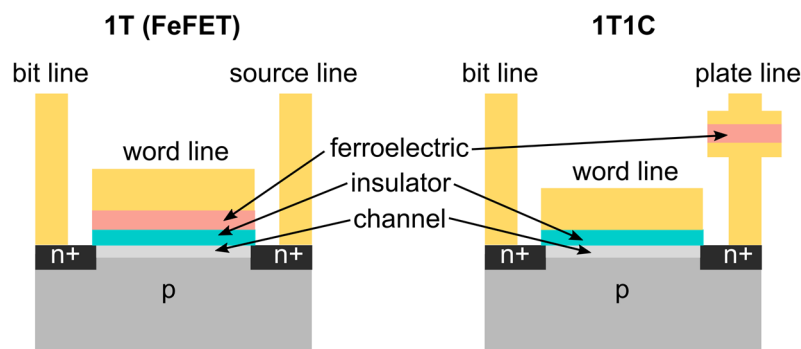 1T (FeFET)
1T1C
bit line
source line
bit line
plate line
word line
ferroelectric
word line
insulator
channel
n+
n+
n+
n+
p
p